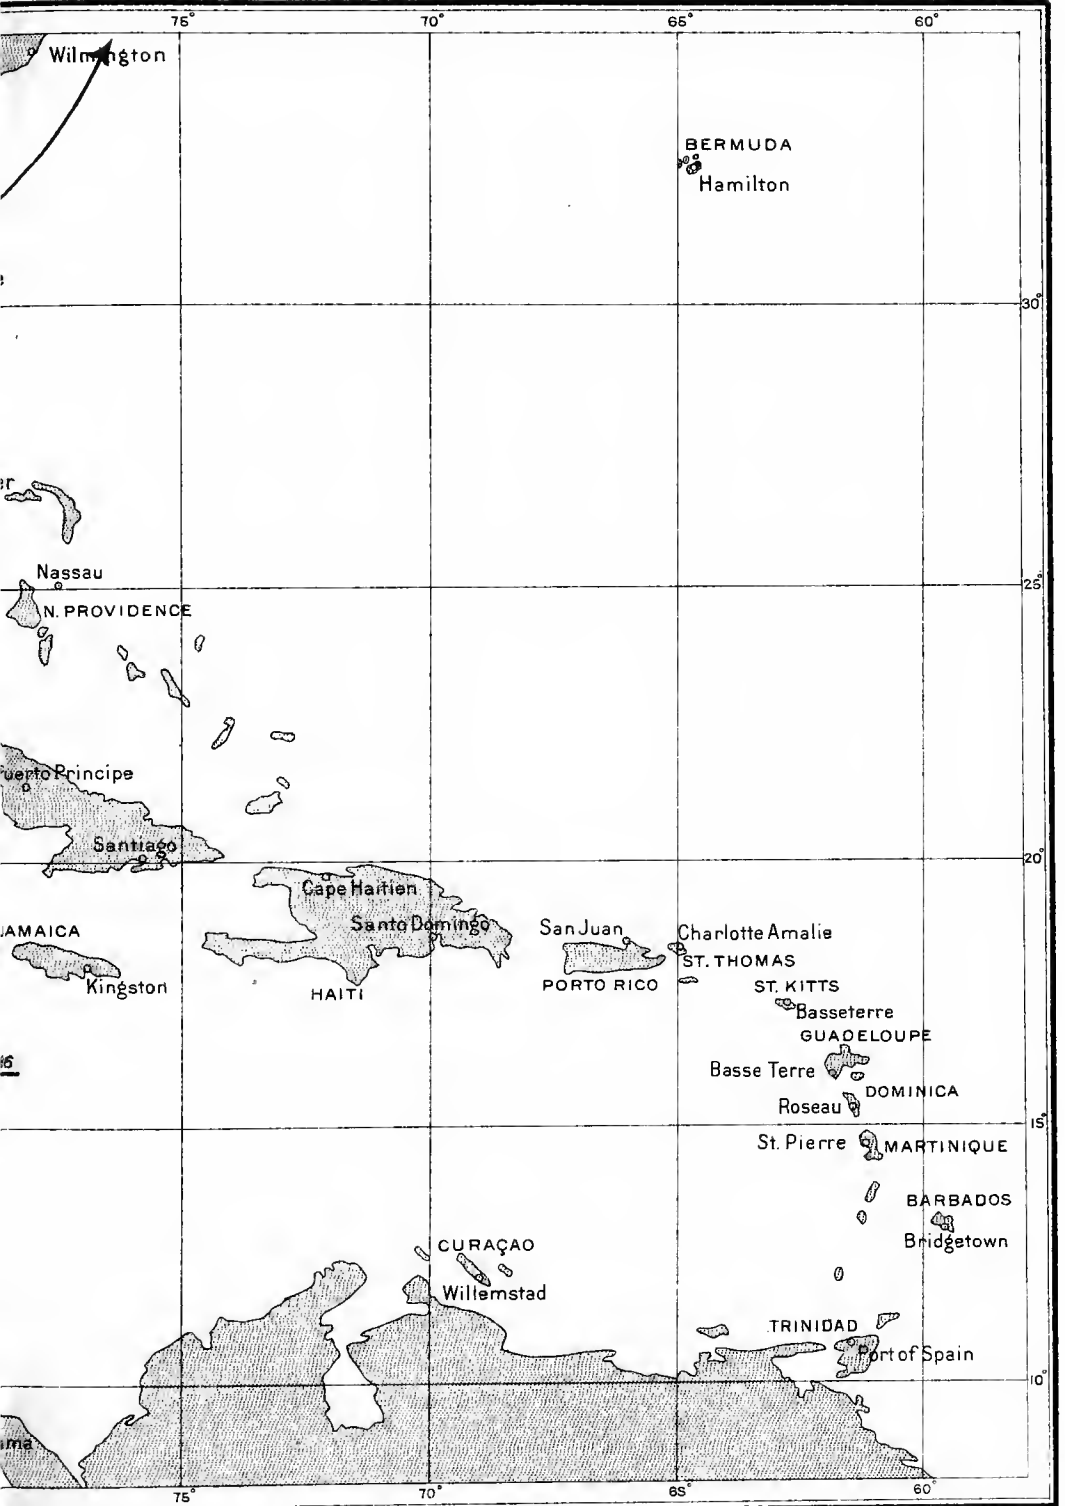 75° 70° 65° 60°
Wilmington
BERMUDA
Hamilton
30°
Nassau
25°
N. PROVIDENCE
Principe
Santiago
20°
Cape Haitien
Santo Domingo
San Juan
Charlotte Amalie
JAMAICA
ST. THOMAS
Kingston
HAITI
PORTO RICO
ST. KITTS
Basseterre
GUADELOUPE
16
Basse Terre
DOMINICA
Roseau
15°
St. Pierre
MARTINIQUE
BARBADOS
Bridgetown
CURAÇAO
Willemstad
TRINIDAD
Port of Spain
10°
75° 70° 65° 60°